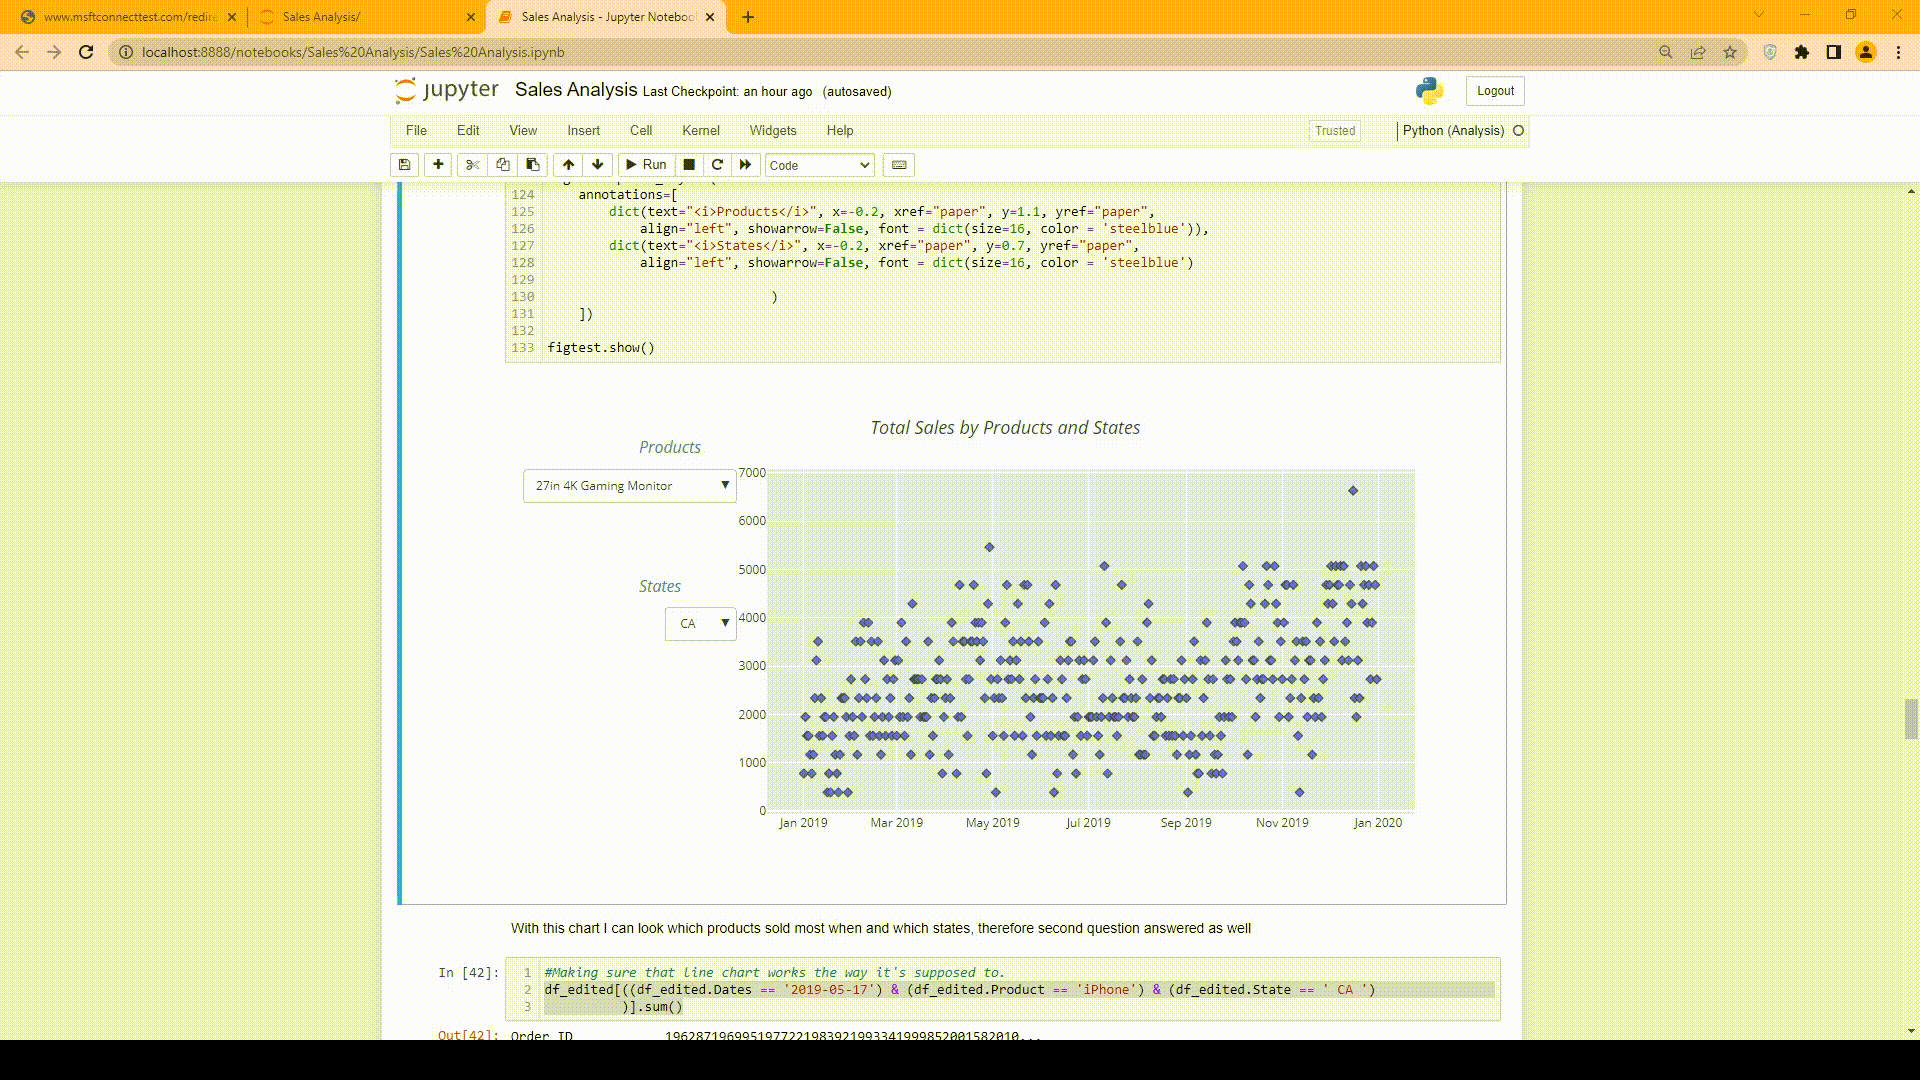 www.msftconnecttest.com/redire
Sales Analysis/
Sales Analysis - Jupyter Noteboo
localhost:8888/notebooks/Sales%20Analysis/Sales%20Analysis.ipynb
jupyter Sales Analysis Last Checkpoint: an hour ago (autosaved)
Logout
File Edit View Insert Cell Kernel Widgets Help
Trusted
Python (Analysis)
Run
Code
124 annotations=[
125 dict(text="<i>Products</i>", x=-0.2, xref="paper", y=1.1, yref="paper",
126 align="left", showarrow=False, font = dict(size=16, color = 'steelblue')),
127 dict(text="<i>States</i>", x=-0.2, xref="paper", y=0.7, yref="paper",
128 align="left", showarrow=False, font = dict(size=16, color = 'steelblue')
129
130 )
131 ])
132
133 figtest.show()
Total Sales by Products and States
Products
27in 4K Gaming Monitor
States
CA
7000
6000
5000
4000
3000
2000
1000
0
Jan 2019 Mar 2019 May 2019 Jul 2019 Sep 2019 Nov 2019 Jan 2020
With this chart I can look which products sold most when and which states, therefore second question answered as well
In [42]:
1 #Making sure that line chart works the way it's supposed to.
2 df_edited[((df_edited.Dates == '2019-05-17') & (df_edited.Product == 'iPhone') & (df_edited.State == ' CA ')
3 )].sum()
Out[42]: Order ID 1962871969951977221983921993341999852001582010...